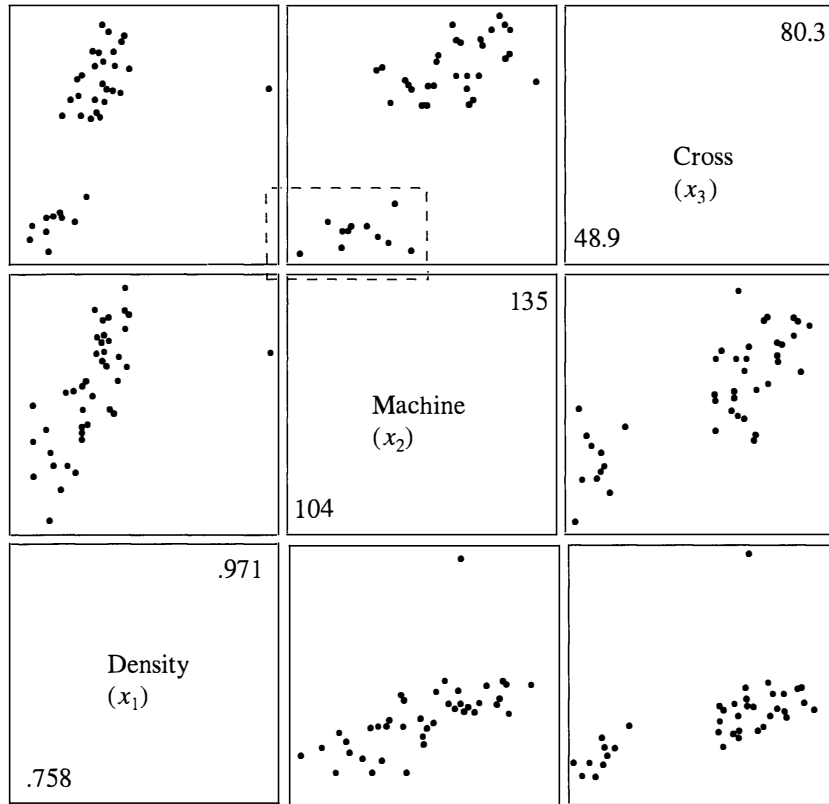 80.3
Cross
(x₃)
48.9
135
Machine
(x₂)
104
.971
Density
(x₁)
.758